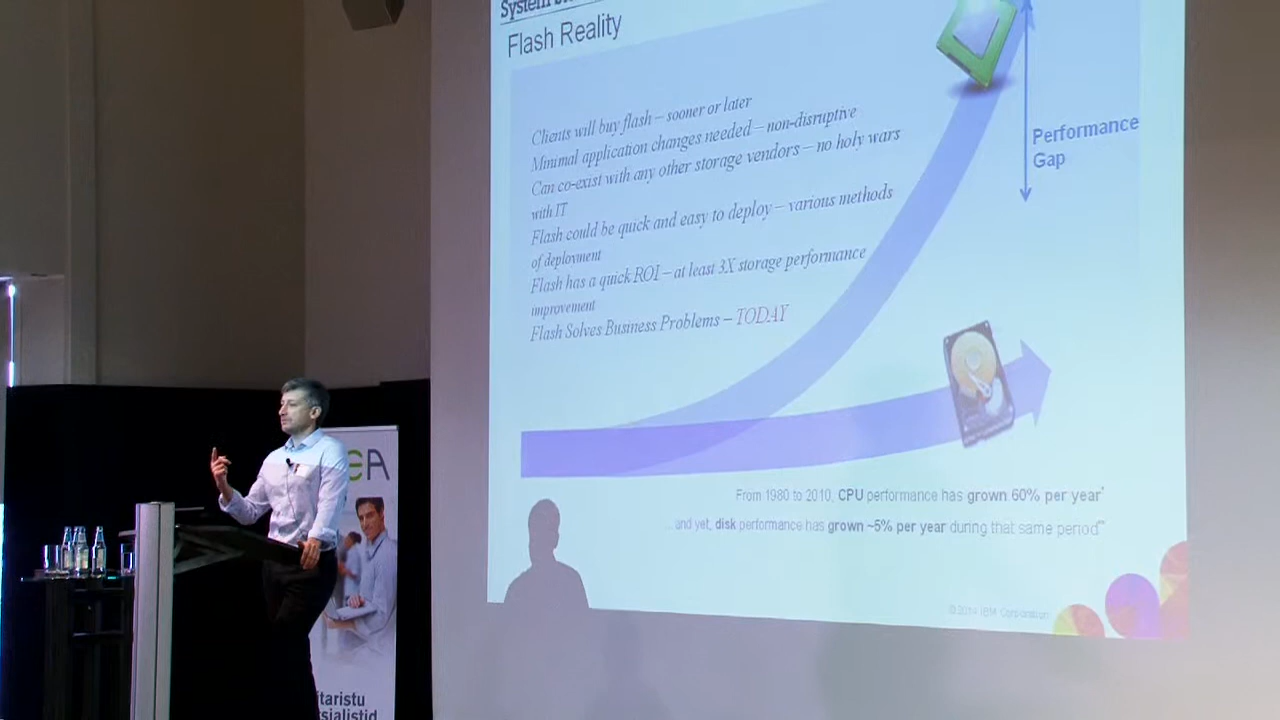 System
Flash Reality
Clients will buy flash – sooner or later
Minimal application changes needed – non-disruptive
Can co-exist with any other storage vendors – no holy wars
with IT
Flash could be quick and easy to deploy – various methods
of deployment
Flash has a quick ROI – at least 3X storage performance
improvement
Flash Solves Business Problems – TODAY
Performance
Gap
From 1980 to 2010, CPU performance has grown 60% per year*
... and yet, disk performance has grown ~5% per year during that same period**
IBM Corporation
itaristu
tsialistid